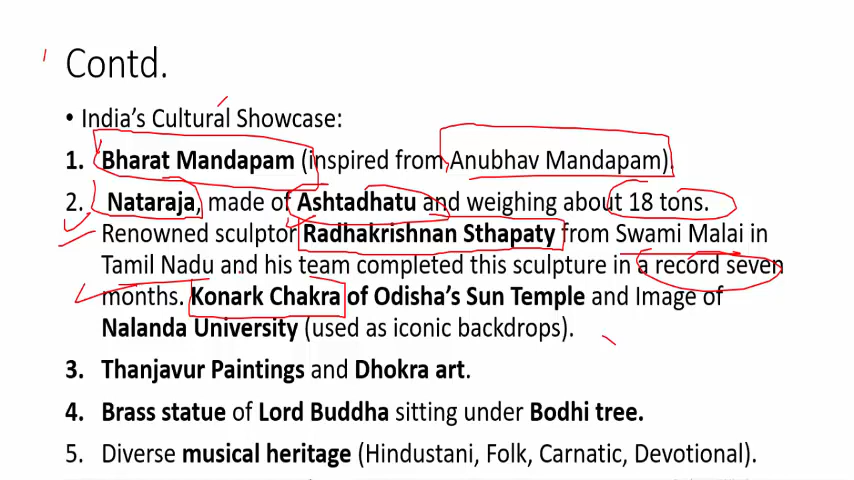 Contd.
• India's Cultural Showcase:
1. Bharat Mandapam (inspired from Anubhav Mandapam).
2. Nataraja, made of Ashtadhatu and weighing about 18 tons.
Renowned sculptor Radhakrishnan Sthapaty from Swami Malai in
Tamil Nadu and his team completed this sculpture in a record seven
months. Konark Chakra of Odisha's Sun Temple and Image of
Nalanda University (used as iconic backdrops).
3. Thanjavur Paintings and Dhokra art.
4. Brass statue of Lord Buddha sitting under Bodhi tree.
5. Diverse musical heritage (Hindustani, Folk, Carnatic, Devotional).